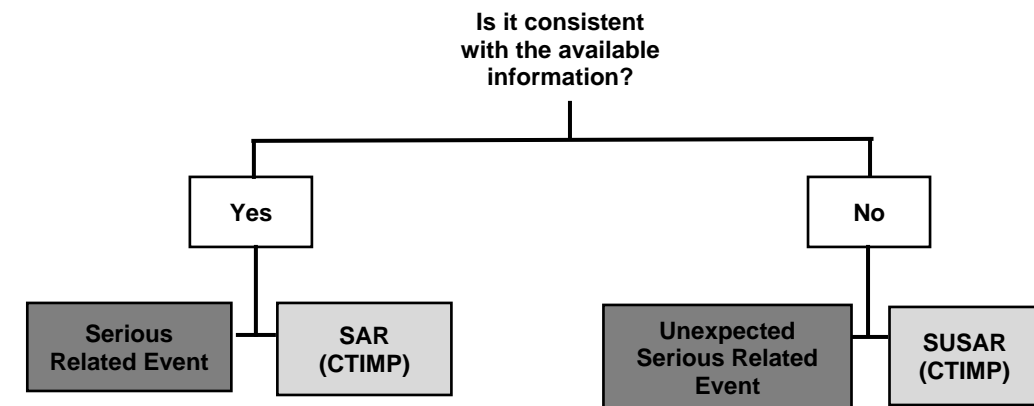 Is it consistent
with the available
information?
Yes
No
Serious
Related Event
SAR
(CTIMP)
Unexpected
Serious Related
Event
SUSAR
(CTIMP)